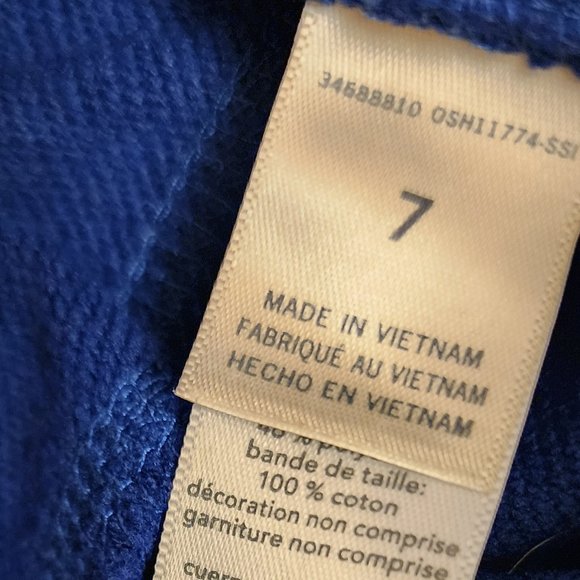 34688810 OSH11774-SS1
7
MADE IN VIETNAM
FABRIQUÉ AU VIETNAM
HECHO EN VIETNAM
bande de taille:
100 % coton
décoration non comprise
garniture non comprise